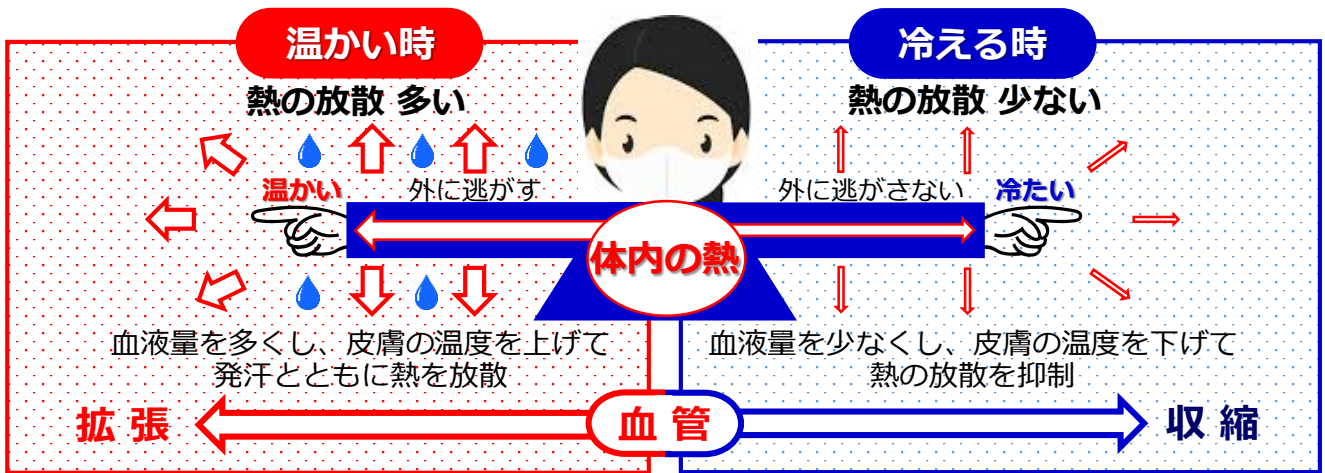 温かい時
熱の放散 多い
温かい
外に逃がす
血液量を多くし、皮膚の温度を上げて
発汗とともに熱を放散
拡張
冷える時
熱の放散 少ない
外に逃がさない
冷たい
血液量を少なくし、皮膚の温度を下げて
熱の放散を抑制
収縮
体内の熱
血管